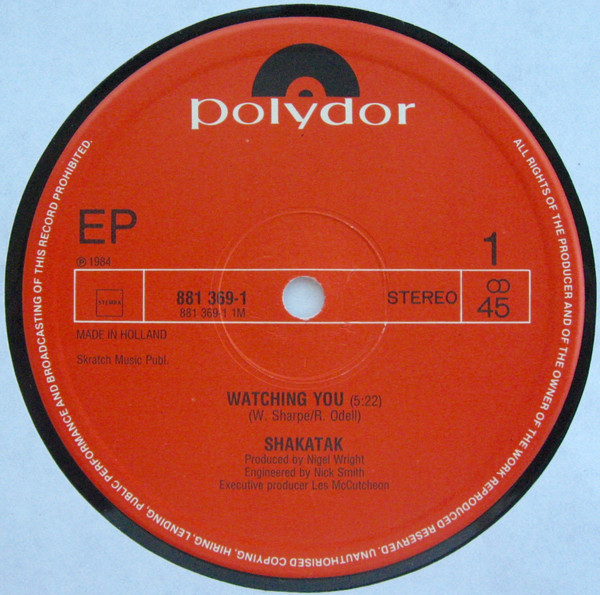 polydor
ALL RIGHTS OF THE PRODUCER AND OF THE OWNER OF THE WORK REPRODUCED RESERVED. UNAUTHORISED COPYING, HIRING, LENDING, PUBLIC PERFORMANCE AND BROADCASTING OF THIS RECORD PROHIBITED.
EP
℗ 1984
1
STEMRA
881 369-1
881 369-1 1M
STEREO
45
MADE IN HOLLAND
Skratch Music Publ.
WATCHING YOU (5:22)
(W. Sharpe/R. Odell)
SHAKATAK
Produced by Nigel Wright
Engineered by Nick Smith
Executive producer Les McCutcheon